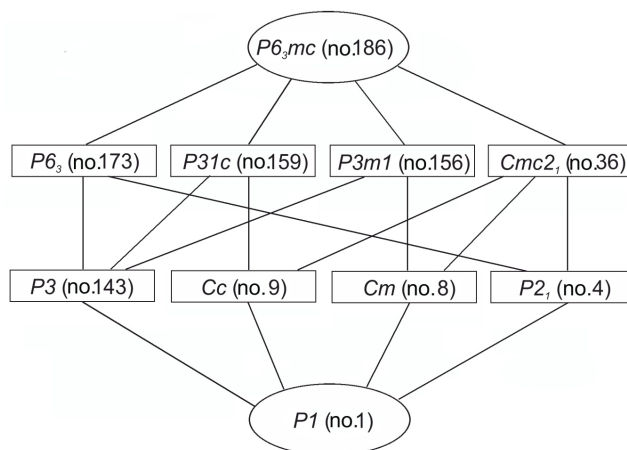 P6₃mc (no.186)
P6₃ (no.173)
P31c (no.159)
P3m1 (no.156)
Cmc2₁ (no.36)
P3 (no.143)
Cc (no.9)
Cm (no.8)
P2₁ (no.4)
P1 (no.1)